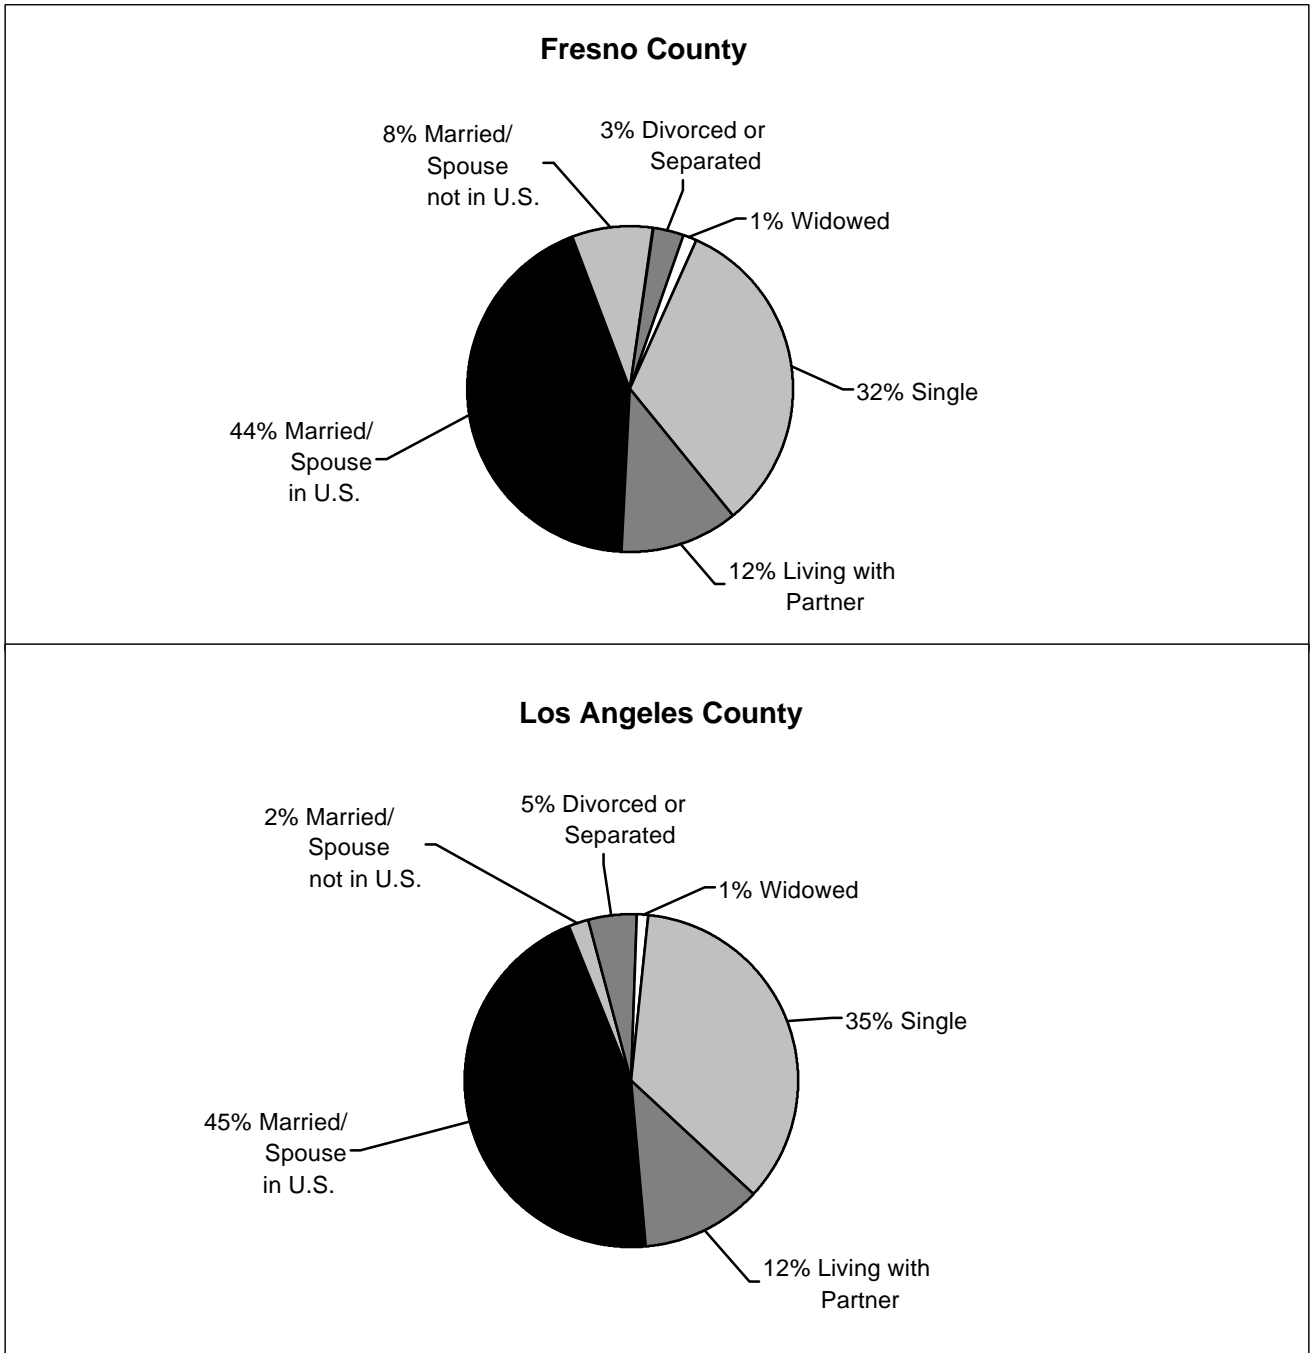 Fresno County
8% Married/
Spouse
not in U.S.
3% Divorced or
Separated
1% Widowed
32% Single
44% Married/
Spouse
in U.S.
12% Living with
Partner
Los Angeles County
2% Married/
Spouse
not in U.S.
5% Divorced or
Separated
1% Widowed
35% Single
45% Married/
Spouse
in U.S.
12% Living with
Partner